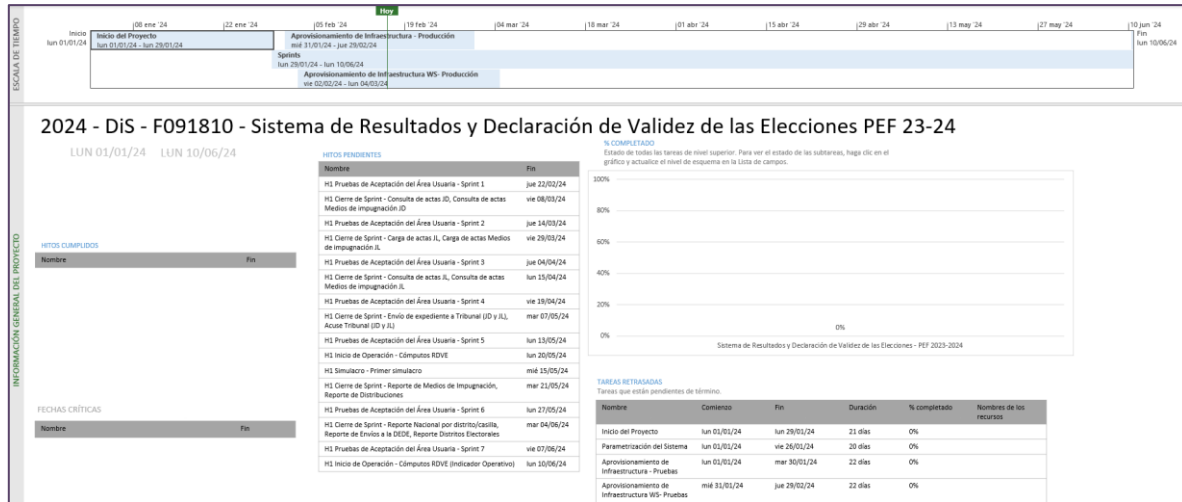 Hoy
08 ene '24
22 ene '24
05 feb '24
19 feb '24
04 mar '24
18 mar '24
01 abr '24
15 abr '24
29 abr '24
13 may '24
27 may '24
10 jun '24
ESCALA DE TIEMPO
Inicio
lun 01/01/24
Inicio del Proyecto
lun 01/01/24 - lun 29/01/24
Aprovisionamiento de Infraestructura - Producción
mié 31/01/24 - jue 29/02/24
Sprints
lun 29/01/24 - lun 10/06/24
Aprovisionamiento de Infraestructura WS- Producción
vie 02/02/24 - lun 04/03/24
Fin
lun 10/06/24
INFORMACIÓN GENERAL DEL PROYECTO
2024 - DiS - F091810 - Sistema de Resultados y Declaración de Validez de las Elecciones PEF 23-24
LUN 01/01/24 LUN 10/06/24
HITOS CUMPLIDOS
Nombre Fin
FECHAS CRÍTICAS
Nombre Fin
HITOS PENDIENTES
Nombre Fin
H1 Pruebas de Aceptación del Área Usuaria - Sprint 1 jue 22/02/24
H1 Cierre de Sprint - Consulta de actas JD, Consulta de actas vie 08/03/24
Medios de impugnación JD
H1 Pruebas de Aceptación del Área Usuaria - Sprint 2 jue 14/03/24
H1 Cierre de Sprint - Carga de actas JL, Carga de actas Medios vie 29/03/24
de impugnación JL
H1 Pruebas de Aceptación del Área Usuaria - Sprint 3 jue 04/04/24
H1 Cierre de Sprint - Consulta de actas JL, Consulta de actas lun 15/04/24
Medios de impugnación JL
H1 Pruebas de Aceptación del Área Usuaria - Sprint 4 vie 19/04/24
H1 Cierre de Sprint - Envío de expediente a Tribunal (JD y JL), mar 07/05/24
Acuse Tribunal (JD y JL)
H1 Pruebas de Aceptación del Área Usuaria - Sprint 5 lun 13/05/24
H1 Inicio de Operación - Cómputos RDVE lun 20/05/24
H1 Simulacro - Primer simulacro mié 15/05/24
H1 Cierre de Sprint - Reporte de Medios de Impugnación, mar 21/05/24
Reporte de Distribuciones
H1 Pruebas de Aceptación del Área Usuaria - Sprint 6 lun 27/05/24
H1 Cierre de Sprint - Reporte Nacional por distrito/casilla, mar 04/06/24
Reporte de Envíos a la DEDE, Reporte Distritos Electorales
H1 Pruebas de Aceptación del Área Usuaria - Sprint 7 vie 07/06/24
H1 Inicio de Operación - Cómputos RDVE (Indicador Operativo) lun 10/06/24
% COMPLETADO
Estado de todas las tareas de nivel superior. Para ver el estado de las subtareas, haga clic en el
gráfico y actualice el nivel de esquema en la Lista de campos.
100%
80%
60%
40%
20%
0%
0%
Sistema de Resultados y Declaración de Validez de las Elecciones - PEF 2023-2024
TAREAS RETRASADAS
Tareas que están pendientes de término.
Nombre Comienzo Fin Duración % completado Nombres de los
recursos
Inicio del Proyecto lun 01/01/24 lun 29/01/24 21 días 0%
Parametrización del Sistema lun 01/01/24 vie 26/01/24 20 días 0%
Aprovisionamiento de lun 01/01/24 mar 30/01/24 22 días 0%
Infraestructura - Pruebas
Aprovisionamiento de mié 31/01/24 jue 29/02/24 22 días 0%
Infraestructura WS- Pruebas